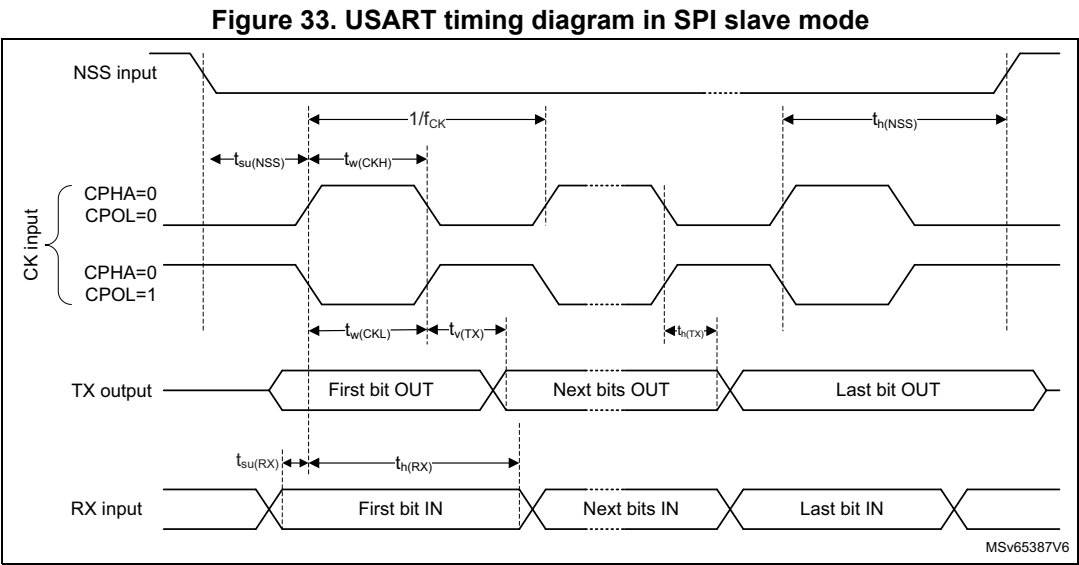 Figure 33. USART timing diagram in SPI slave mode
NSS input
1/fCK
th(NSS)
tsu(NSS)
tw(CKH)
CK input
CPHA=0
CPOL=0
CPHA=0
CPOL=1
tw(CKL)
tv(TX)
th(TX)
TX output
First bit OUT
Next bits OUT
Last bit OUT
tsu(RX)
th(RX)
RX input
First bit IN
Next bits IN
Last bit IN
MSv65387V6